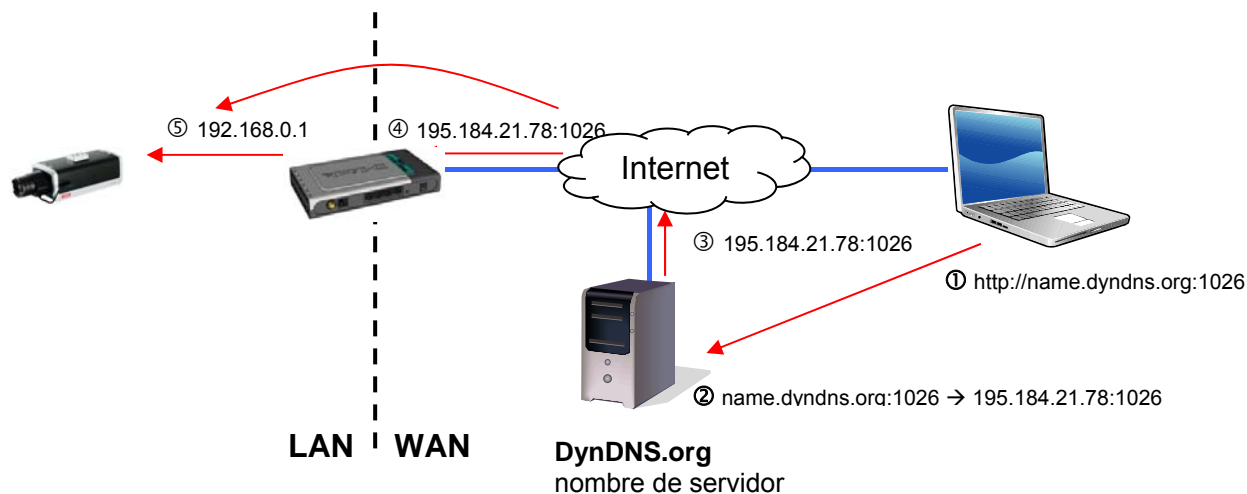 ⑤ 192.168.0.1
④ 195.184.21.78:1026
Internet
③ 195.184.21.78:1026
① http://name.dyndns.org:1026
② name.dyndns.org:1026 → 195.184.21.78:1026
LAN WAN
DynDNS.org
nombre de servidor